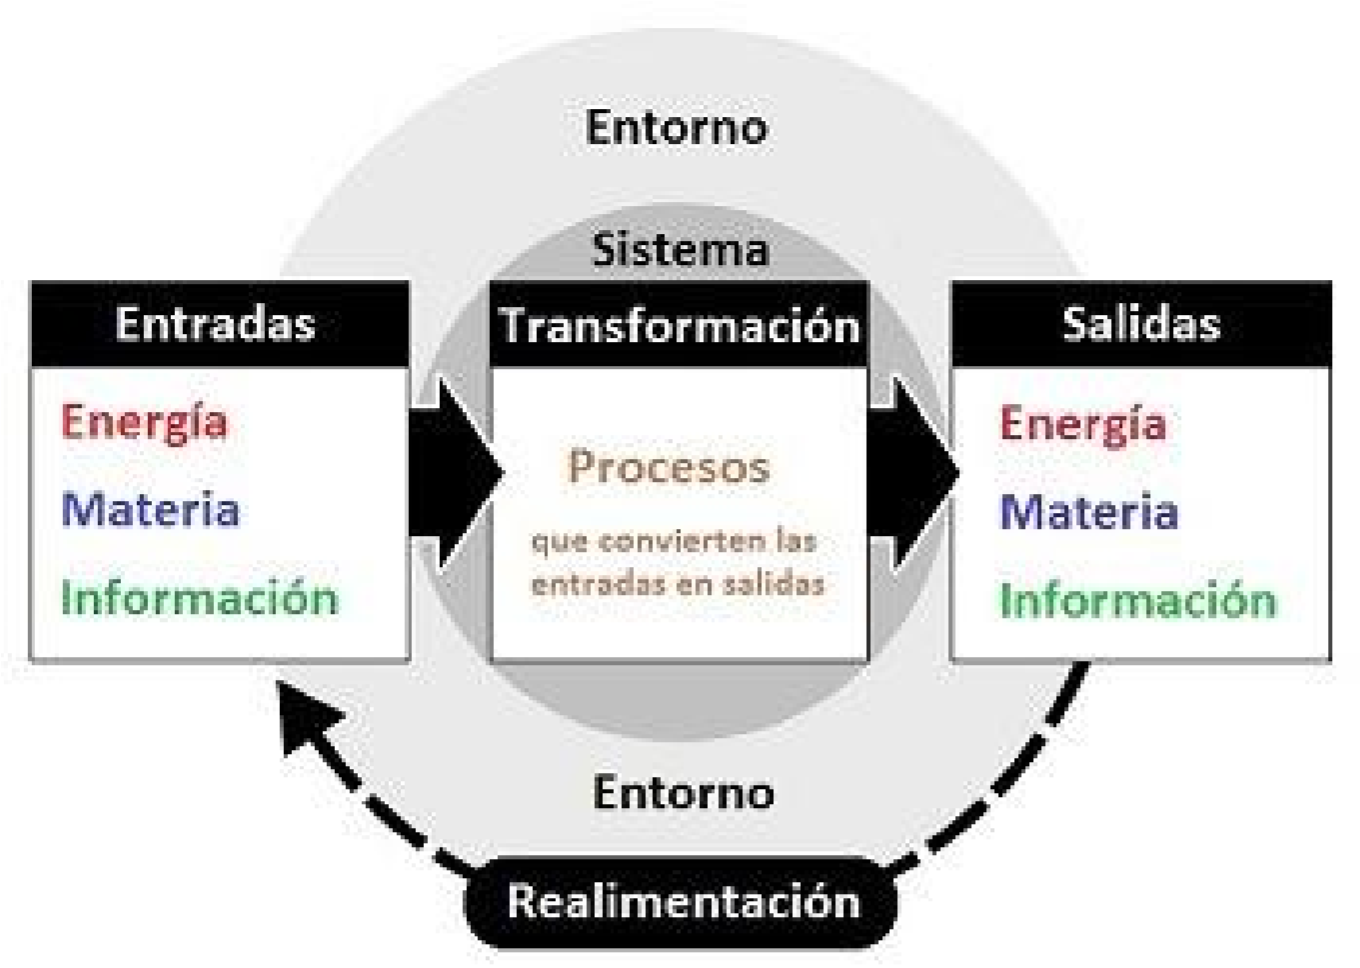 Entorno
Sistema
Entradas
Energía
Materia
Información
Transformación
Procesos
que convierten las
entradas en salidas
Salidas
Energía
Materia
Información
Entorno
Realimentación